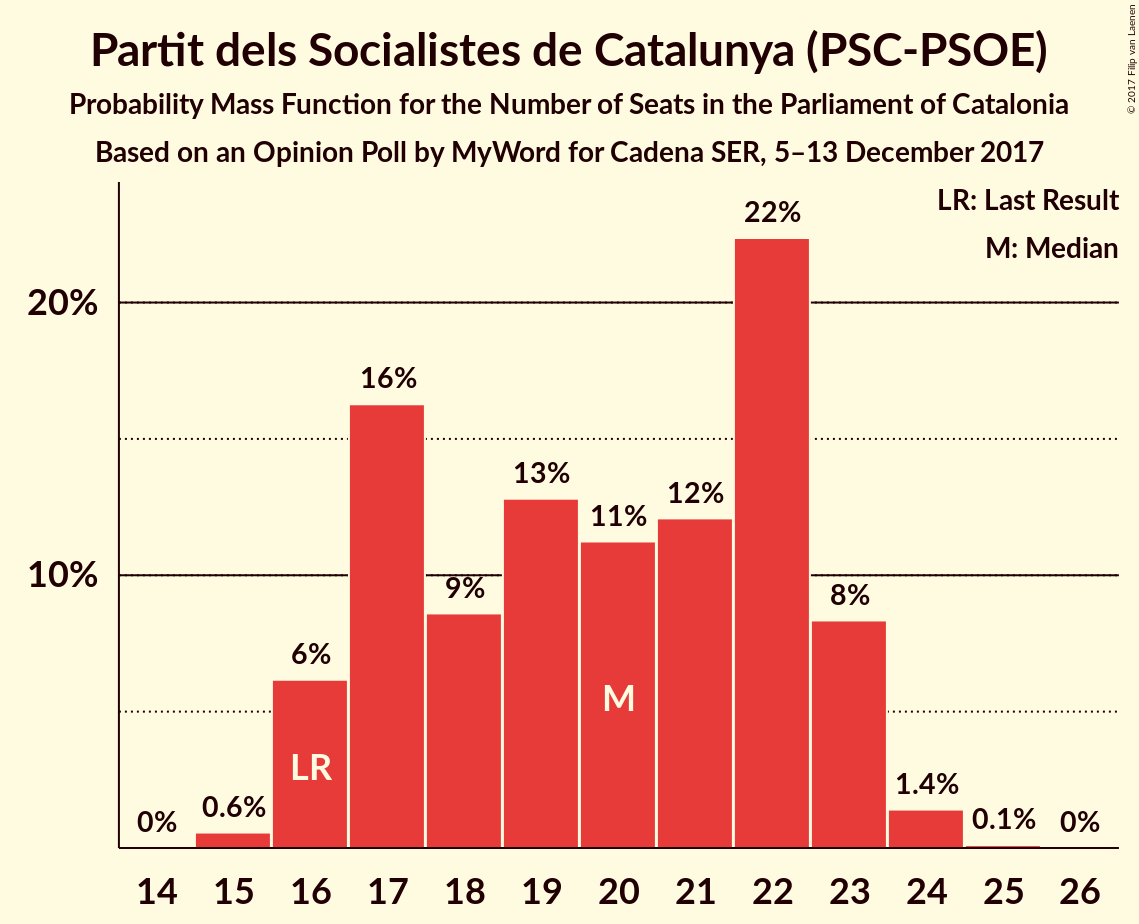 Partit dels Socialistes de Catalunya (PSC-PSOE)
Probability Mass Function for the Number of Seats in the Parliament of Catalonia
Based on an Opinion Poll by MyWord for Cadena SER, 5–13 December 2017
© 2017 Filip van Laenen
LR: Last Result
M: Median
20%
10%
0%
0.6%
6%
16%
9%
13%
11%
12%
22%
8%
1.4%
0.1%
0%
LR
M
14 15 16 17 18 19 20 21 22 23 24 25 26